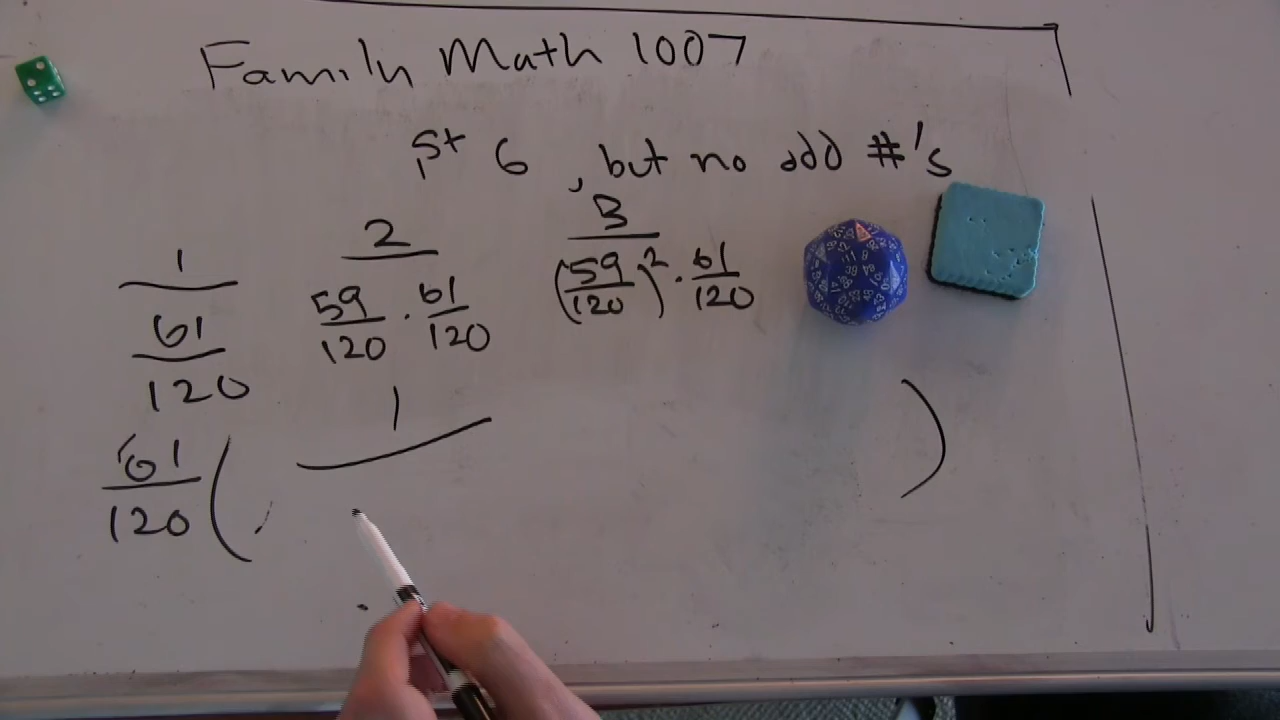 Family Math 1007
1st 6, but no odd #'s
1 2 3
61/120 59/120 · 61/120 (59/120)² · 61/120
61/120 ( 1/ )